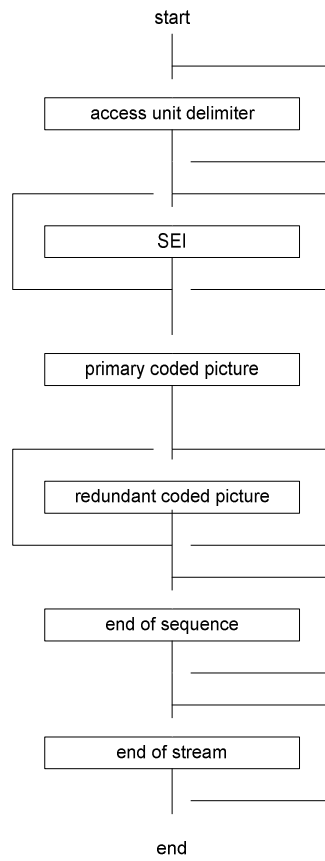 start
access unit delimiter
SEI
primary coded picture
redundant coded picture
end of sequence
end of stream
end